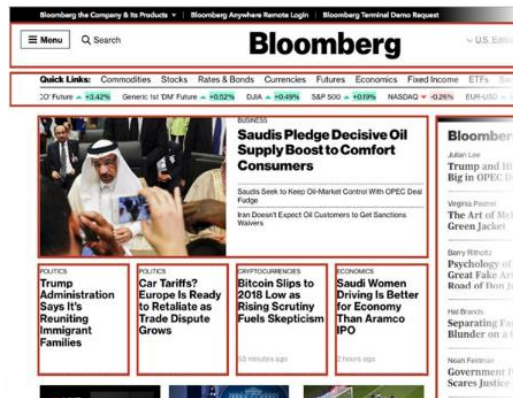 Bloomberg the Company & Its Products ▾ | Bloomberg Anywhere Remote Login | Bloomberg Terminal Demo Request
Menu Search
Bloomberg
U.S.
Quick Links: Commodities Stocks Rates & Bonds Currencies Futures Economics Fixed Income ETFs
Future +3.42% Generic 1st 'DM' Future +0.52% DJIA +0.49% S&P 500 +0.19% NASDAQ -0.26% EUR-USD
BUSINESS
Saudis Pledge Decisive Oil
Supply Boost to Comfort
Consumers
Saudis Seek to Keep Oil-Market Control With OPEC Deal
Fudge
Iran Doesn't Expect Oil Customers to Get Sanctions
Waivers
POLITICS
Trump
Administration
Says It's
Reuniting
Immigrant
Families
POLITICS
Car Tariffs?
Europe Is Ready
to Retaliate as
Trade Dispute
Grows
CRYPTOCURRENCIES
Bitcoin Slips to
2018 Low as
Rising Scrutiny
Fuels Skepticism
53 minutes ago
ECONOMICS
Saudi Women
Driving Is Better
for Economy
Than Aramco
IPO
2 hours ago
Bloomber
Julian Lee
Trump and
Big in OPEC
Virginia Postrel
The Art of
Green Jacket
Barry Ritholtz
Psychology of
Great Fake
Road of
Hal Brands
Separating
Blunder on a
Noah Feldman
Government
Scares Justice